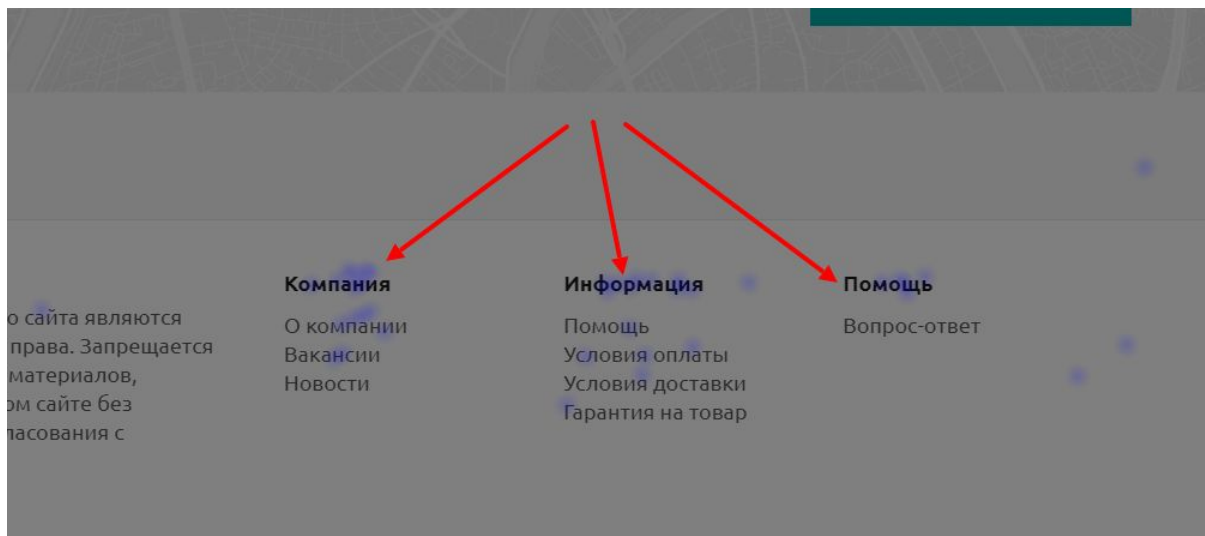 о сайта являются
права. Запрещается
материалов,
ом сайте без
ласования с
Компания
О компании
Вакансии
Новости
Информация
Помощь
Условия оплаты
Условия доставки
Гарантия на товар
Помощь
Вопрос-ответ